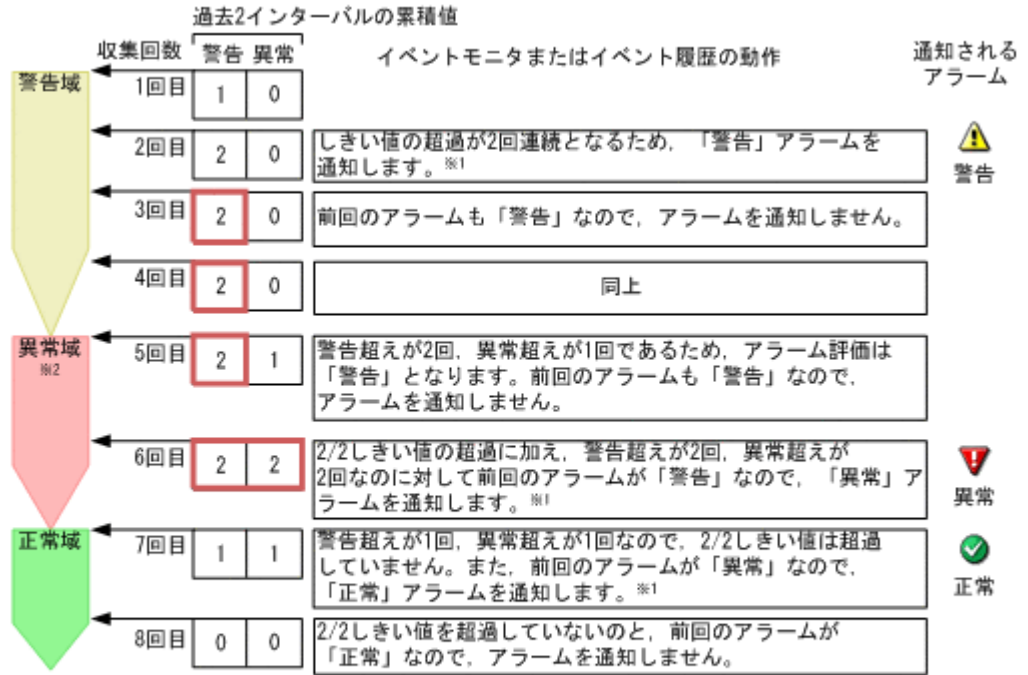 過去2インターバルの累積値
収集回数 警告 異常 イベントモニタまたはイベント履歴の動作 通知される
アラーム
警告域
1回目 1 0
2回目 2 0 しきい値の超過が2回連続となるため,「警告」アラームを
通知します。※1
警告
3回目 2 0 前回のアラームも「警告」なので,アラームを通知しません。
4回目 2 0 同上
異常域
※2
5回目 2 1 警告超えが2回,異常超えが1回であるため,アラーム評価は
「警告」となります。前回のアラームも「警告」なので,
アラームを通知しません。
6回目 2 2 2/2しきい値の超過に加え,警告超えが2回,異常超えが
2回なのに対して前回のアラームが「警告」なので,「異常」ア
ラームを通知します。※1
異常
正常域
7回目 1 1 警告超えが1回,異常超えが1回なので,2/2しきい値は超過
していません。また,前回のアラームが「異常」なので,
「正常」アラームを通知します。※1
正常
8回目 0 0 2/2しきい値を超過していないのと,前回のアラームが
「正常」なので,アラームを通知しません。